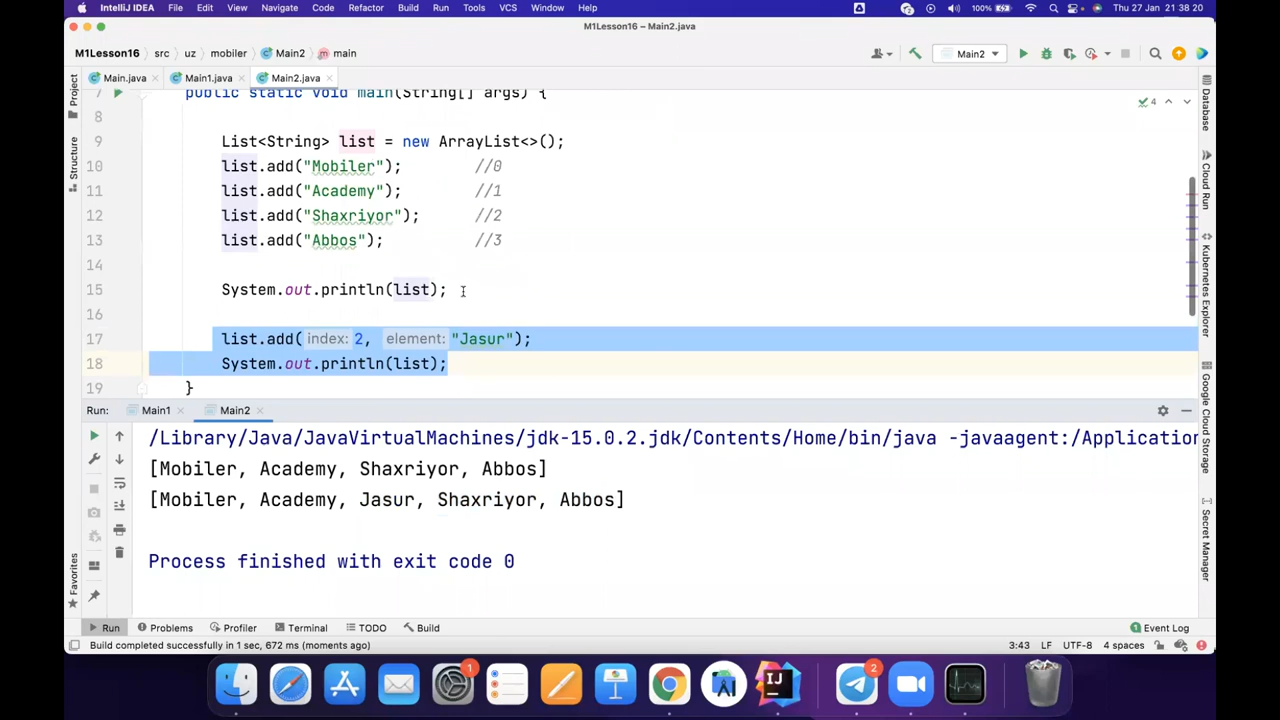 IntelliJ IDEA File Edit View Navigate Code Refactor Build Run Tools VCS Window Help 100% Thu 27 Jan 21 38 20
M1Lesson16 – Main2.java
M1Lesson16 src uz mobiler Main2 main Main2
Main.java Main1.java Main2.java
7 public static void main(String[] args) { 4
8
9 List<String> list = new ArrayList<>();
10 list.add("Mobiler"); //0
11 list.add("Academy"); //1
12 list.add("Shaxriyor"); //2
13 list.add("Abbos"); //3
14
15 System.out.println(list);
16
17 list.add( index: 2, element: "Jasur");
18 System.out.println(list);
19 }
Project
Structure
Favorites
Database
Cloud Run
Kubernetes Explorer
Google Cloud Storage
Secret Manager
Run: Main1 Main2
/Library/Java/JavaVirtualMachines/jdk-15.0.2.jdk/Contents/Home/bin/java -javaagent:/Application
[Mobiler, Academy, Shaxriyor, Abbos]
[Mobiler, Academy, Jasur, Shaxriyor, Abbos]
Process finished with exit code 0
Run Problems Profiler Terminal TODO Build 1 Event Log
Build completed successfully in 1 sec, 672 ms (moments ago) 3:43 LF UTF-8 4 spaces
1 2
IJ